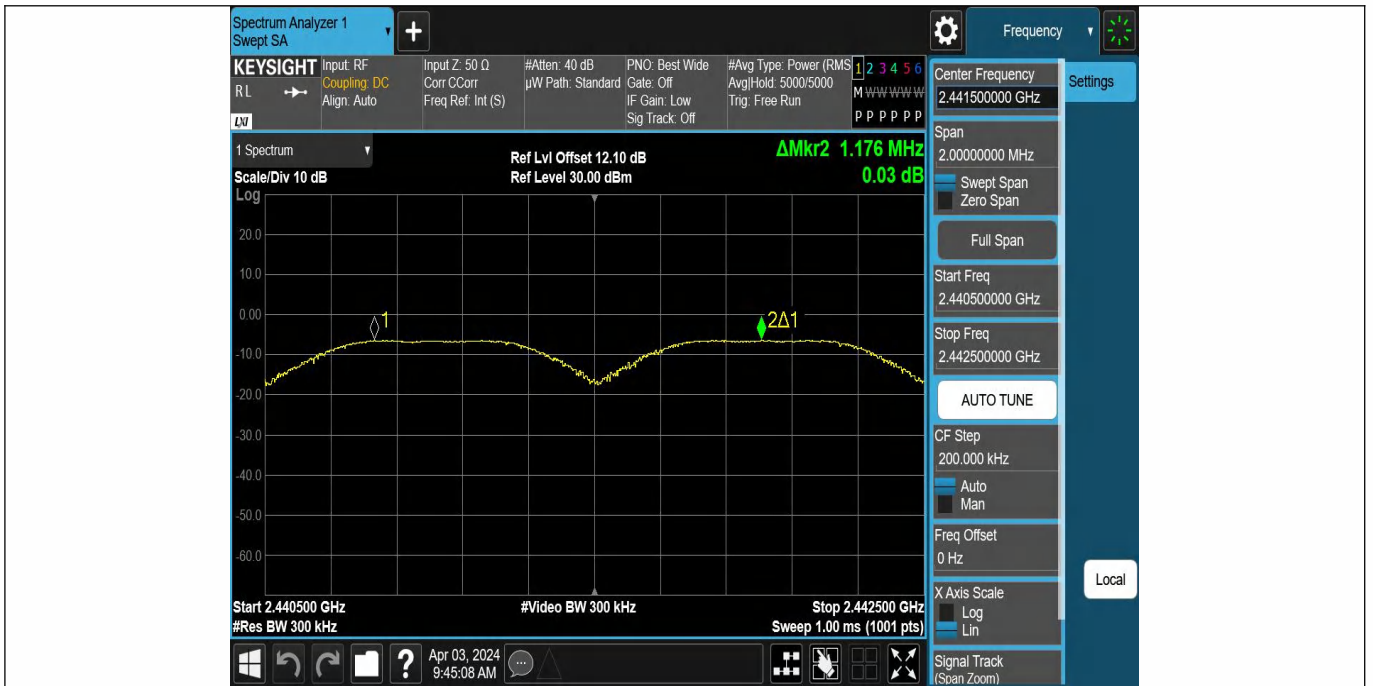 Spectrum Analyzer 1
Swept SA
+
Frequency
KEYSIGHT
RL
LXI
Input: RF
Coupling: DC
Align: Auto
Input Z: 50 Ω
Corr CCorr
Freq Ref: Int (S)
#Atten: 40 dB
µW Path: Standard
PNO: Best Wide
Gate: Off
IF Gain: Low
Sig Track: Off
#Avg Type: Power (RMS
Avg|Hold: 5000/5000
Trig: Free Run
1 2 3 4 5 6
M W W W W W
P P P P P P
1 Spectrum
Scale/Div 10 dB
Log
Ref Lvl Offset 12.10 dB
Ref Level 30.00 dBm
ΔMkr2 1.176 MHz
0.03 dB
20.0
10.0
0.00
-10.0
-20.0
-30.0
-40.0
-50.0
-60.0
1
2Δ1
Start 2.440500 GHz
#Res BW 300 kHz
#Video BW 300 kHz
Stop 2.442500 GHz
Sweep 1.00 ms (1001 pts)
Center Frequency
2.441500000 GHz
Span
2.00000000 MHz
Swept Span
Zero Span
Full Span
Start Freq
2.440500000 GHz
Stop Freq
2.442500000 GHz
AUTO TUNE
CF Step
200.000 kHz
Auto
Man
Freq Offset
0 Hz
X Axis Scale
Log
Lin
Signal Track
(Span Zoom)
Settings
Local
?
Apr 03, 2024
9:45:08 AM